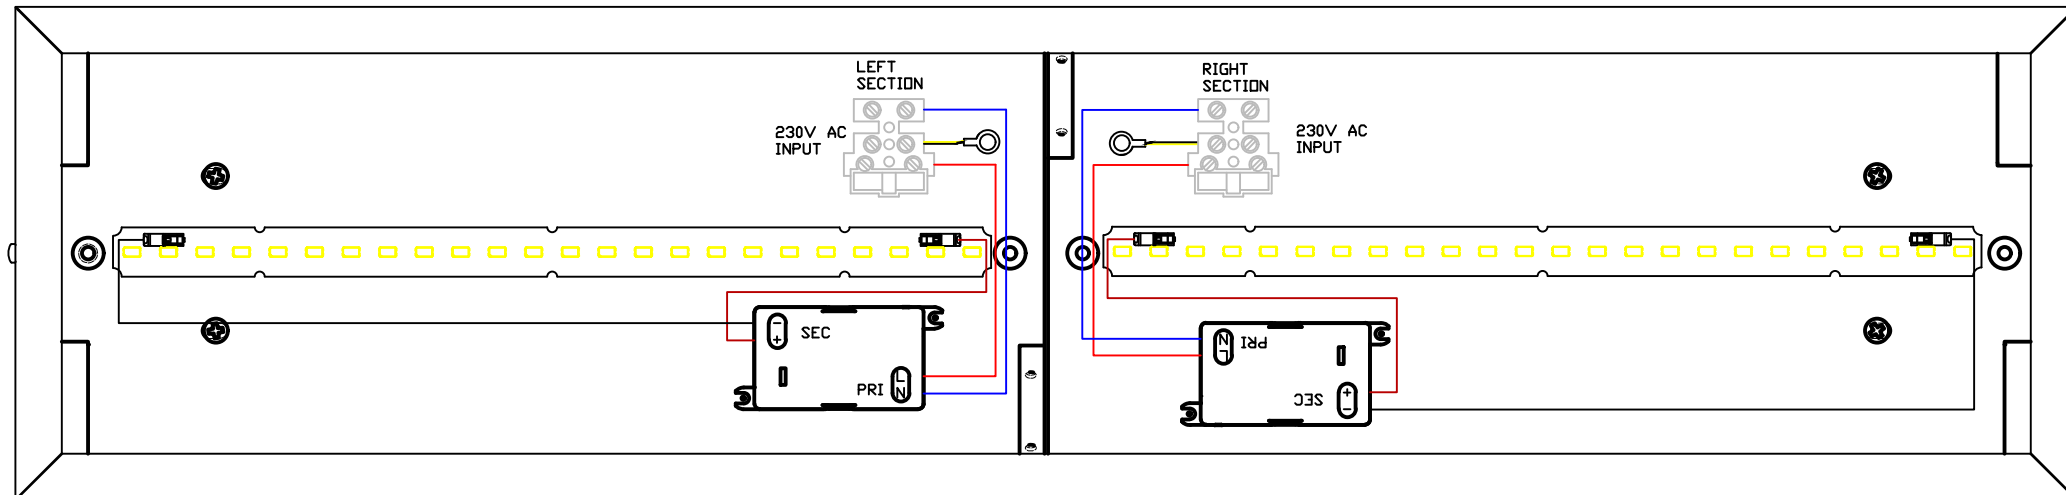 LEFT
SECTION
230V AC
INPUT
RIGHT
SECTION
230V AC
INPUT
-
+
SEC
PRI
L
N
N
L
PRI
SEC
+
-